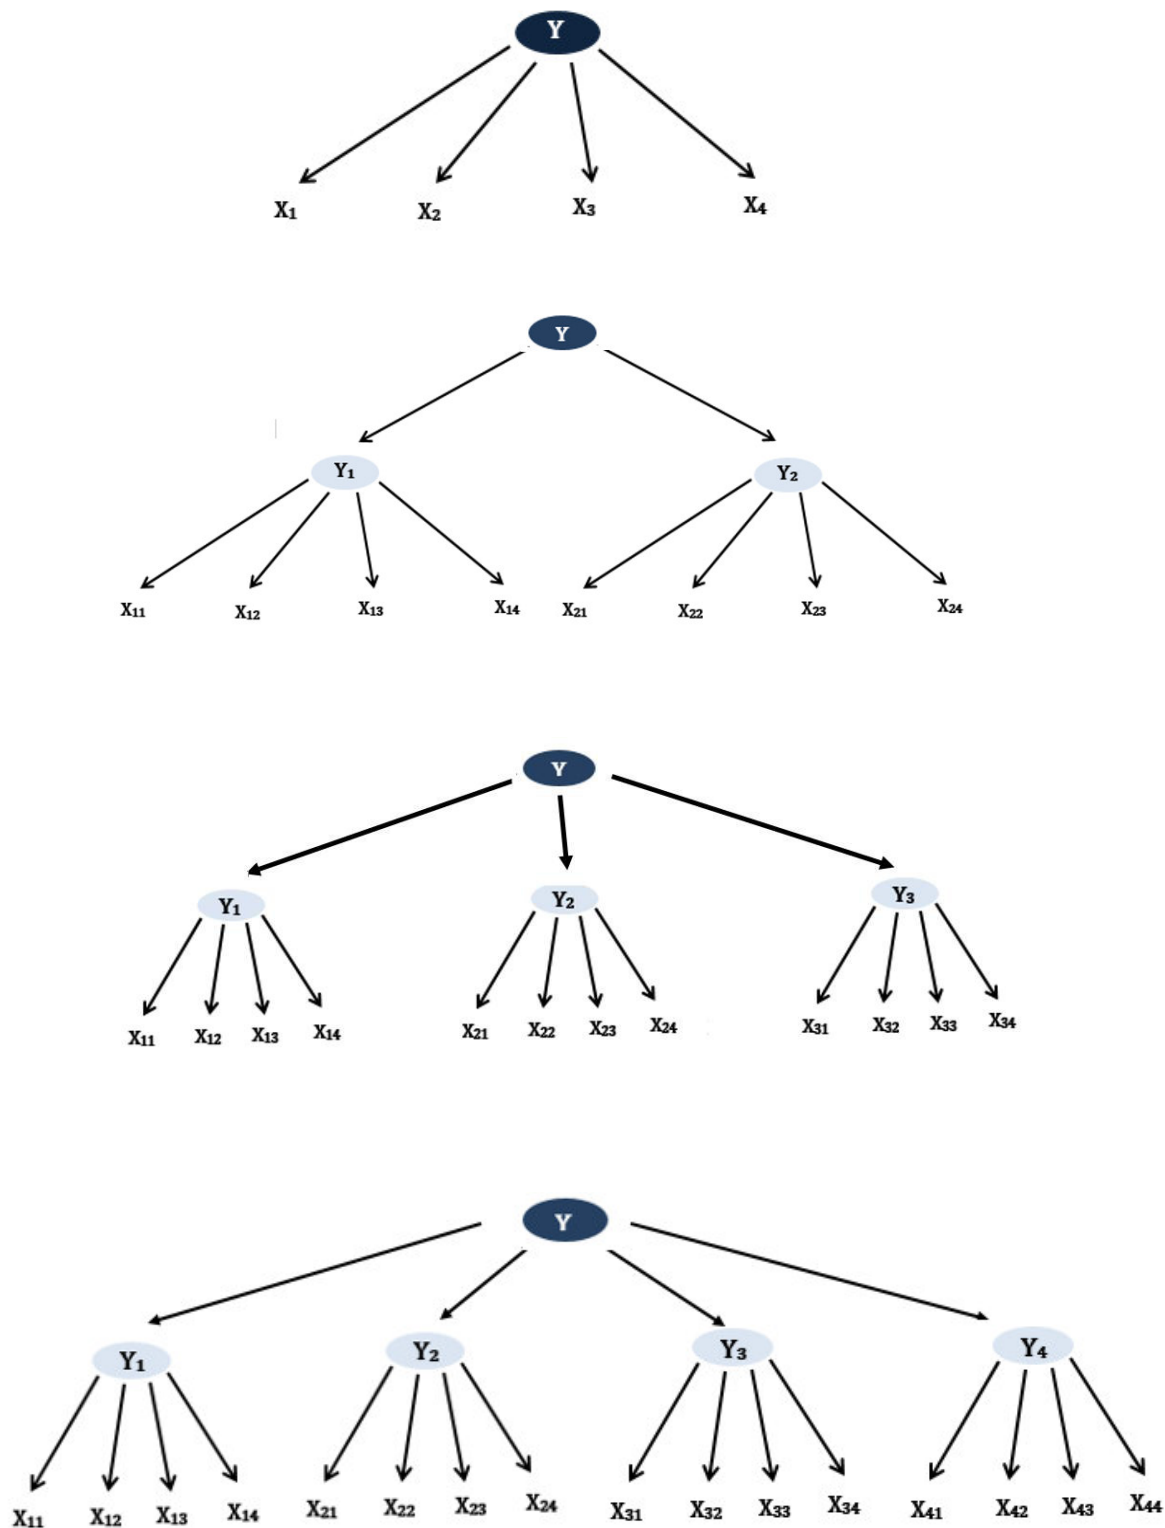 Y
X₁ X₂ X₃ X₄
Y
Y₁ Y₂
X₁₁ X₁₂ X₁₃ X₁₄ X₂₁ X₂₂ X₂₃ X₂₄
Y
Y₁ Y₂ Y₃
X₁₁ X₁₂ X₁₃ X₁₄ X₂₁ X₂₂ X₂₃ X₂₄ X₃₁ X₃₂ X₃₃ X₃₄
Y
Y₁ Y₂ Y₃ Y₄
X₁₁ X₁₂ X₁₃ X₁₄ X₂₁ X₂₂ X₂₃ X₂₄ X₃₁ X₃₂ X₃₃ X₃₄ X₄₁ X₄₂ X₄₃ X₄₄